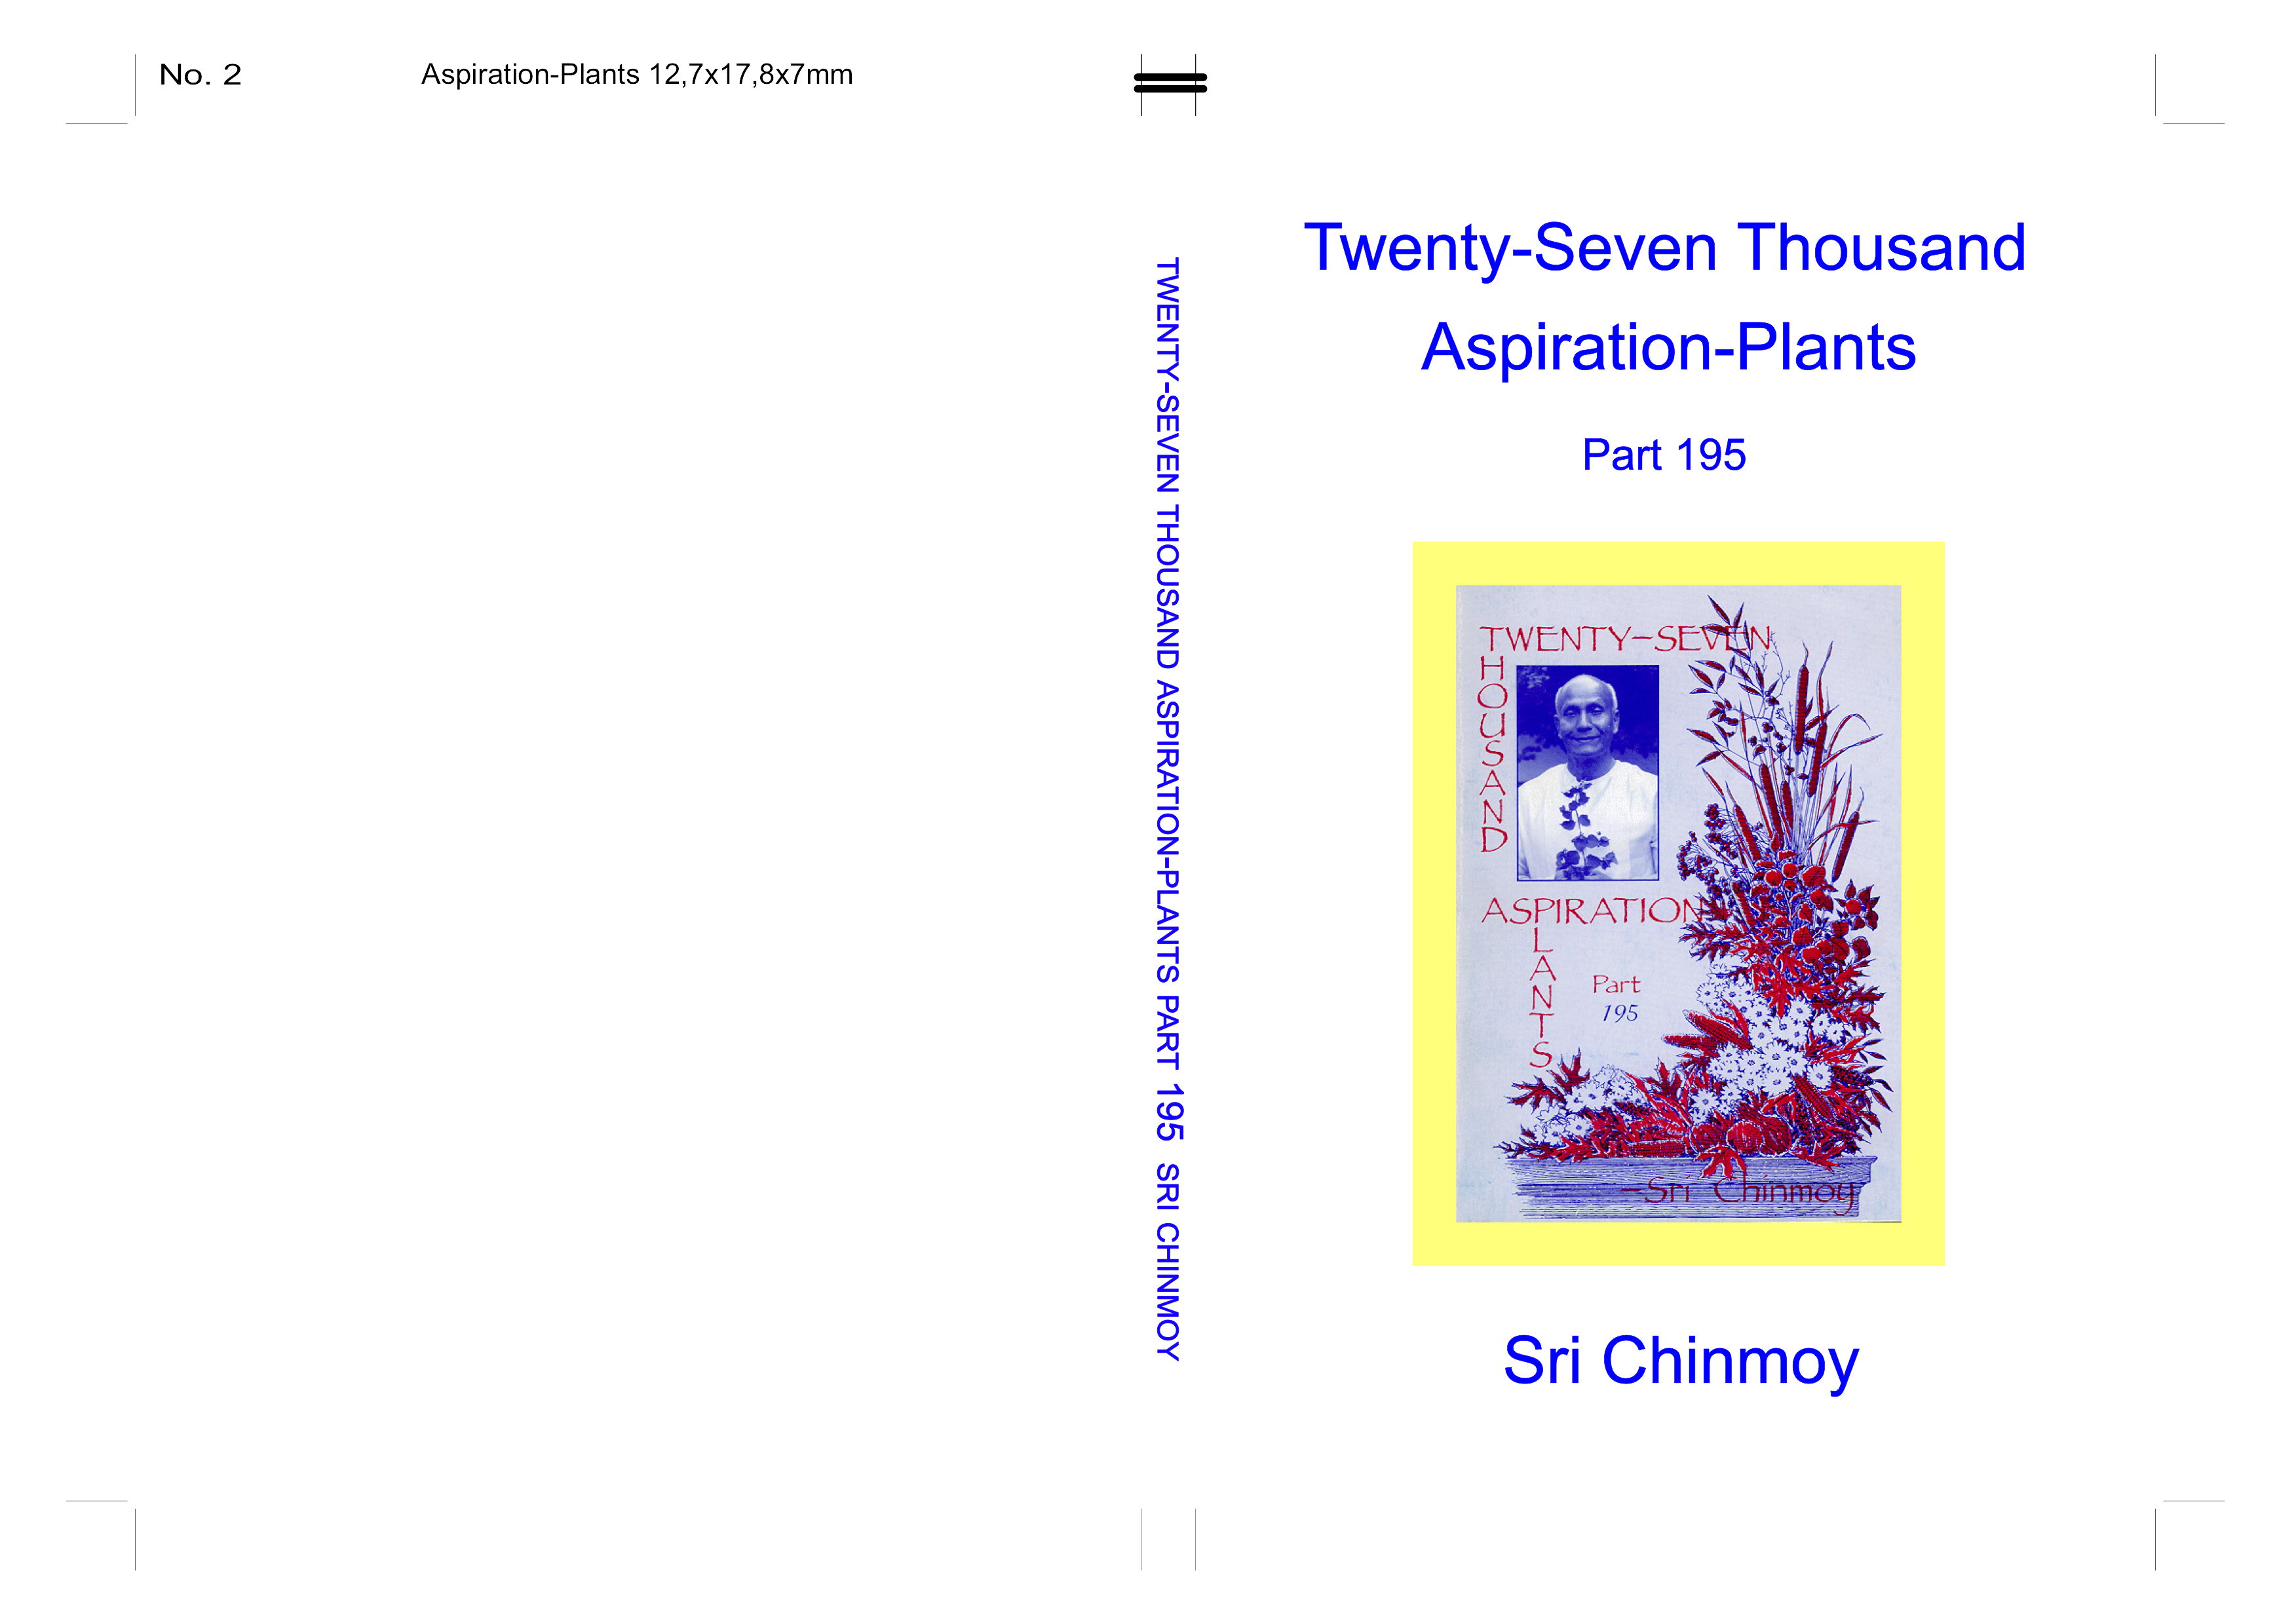 No. 2
Aspiration-Plants 12,7x17,8x7mm
TWENTY-SEVEN THOUSAND ASPIRATION-PLANTS PART 195 SRI CHINMOY
Twenty-Seven Thousand
Aspiration-Plants
Part 195
TWENTY-SEVEN
THOUSAND
ASPIRATION
PLANTS
Part
195
-Sri Chinmoy
Sri Chinmoy